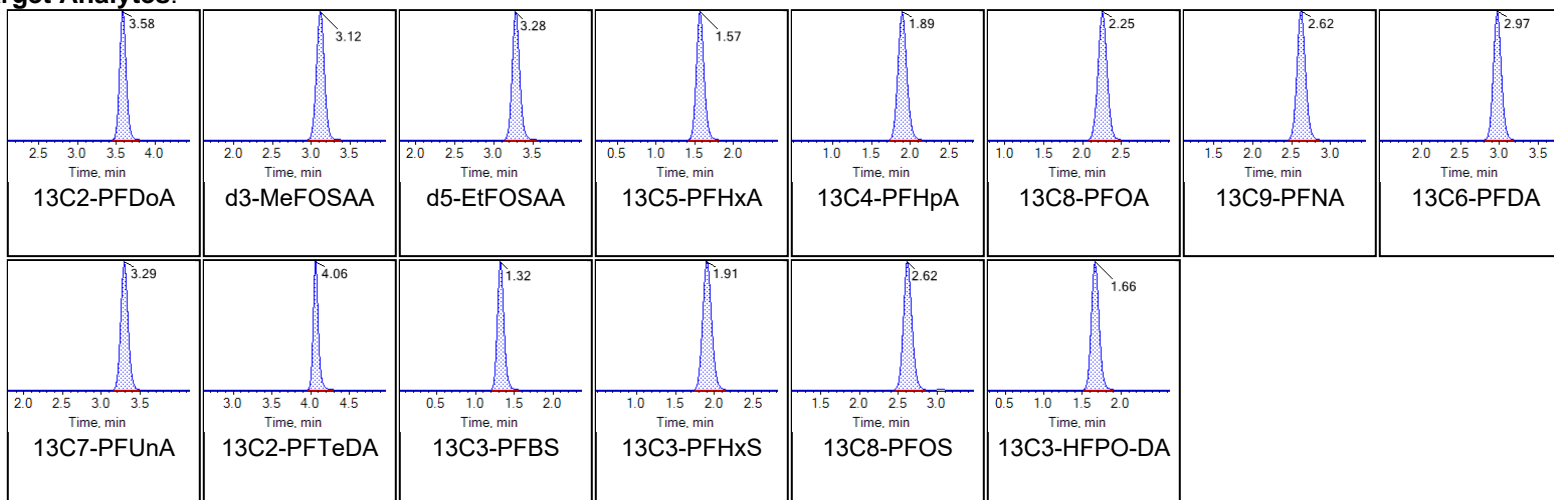 rget Analytes:
3.58 3.12 3.28 1.57 1.89 2.25 2.62 2.97
2.5 3.0 3.5 4.0 2.0 2.5 3.0 3.5 2.0 2.5 3.0 3.5 0.5 1.0 1.5 2.0 1.0 1.5 2.0 2.5 1.0 1.5 2.0 2.5 1.5 2.0 2.5 3.0 2.0 2.5 3.0 3.5
Time, min Time, min Time, min Time, min Time, min Time, min Time, min Time, min
13C2-PFDoA d3-MeFOSAA d5-EtFOSAA 13C5-PFHxA 13C4-PFHpA 13C8-PFOA 13C9-PFNA 13C6-PFDA
3.29 4.06 1.32 1.91 2.62 1.66
2.0 2.5 3.0 3.5 3.0 3.5 4.0 4.5 0.5 1.0 1.5 2.0 1.0 1.5 2.0 2.5 1.5 2.0 2.5 3.0 0.5 1.0 1.5 2.0
Time, min Time, min Time, min Time, min Time, min Time, min
13C7-PFUnA 13C2-PFTeDA 13C3-PFBS 13C3-PFHxS 13C8-PFOS 13C3-HFPO-DA